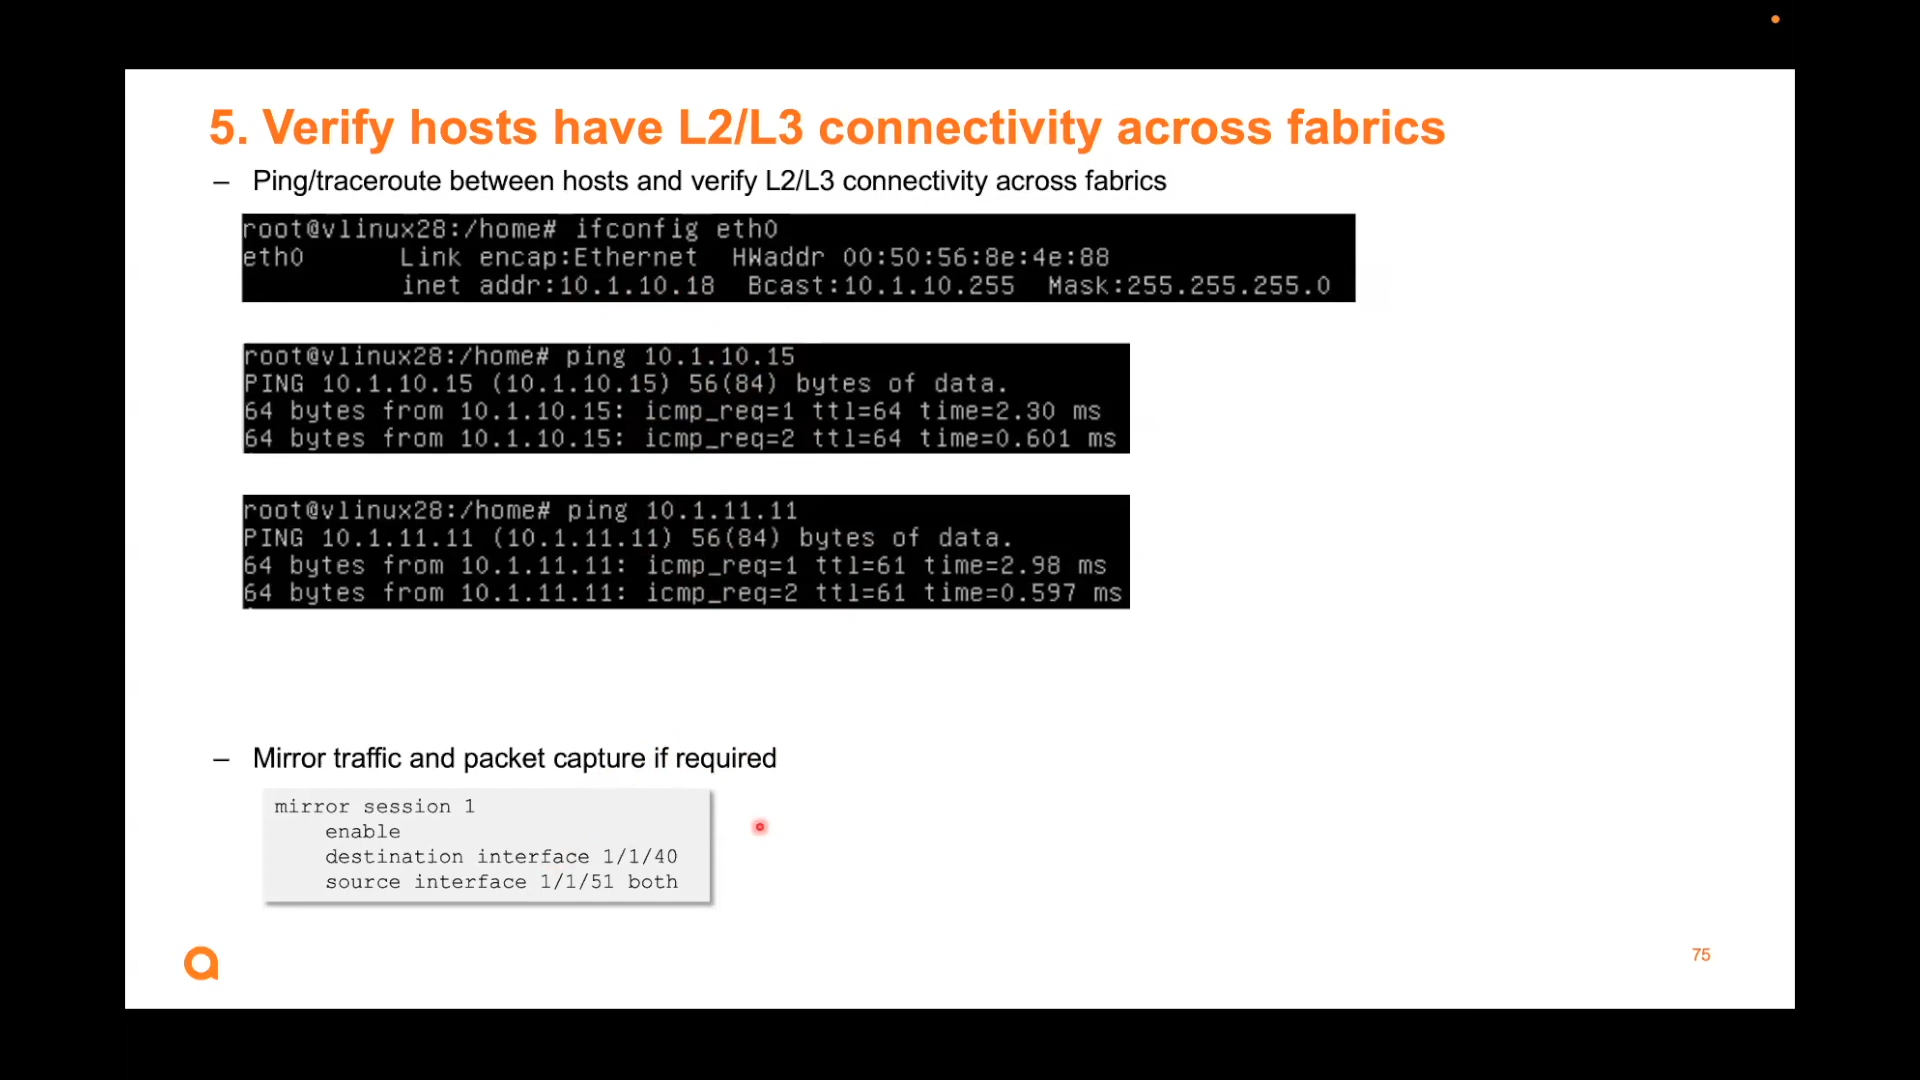 5. Verify hosts have L2/L3 connectivity across fabrics
– Ping/traceroute between hosts and verify L2/L3 connectivity across fabrics
root@vlinux28:/home# ifconfig eth0
eth0 Link encap:Ethernet HWaddr 00:50:56:8e:4e:88
inet addr:10.1.10.18 Bcast:10.1.10.255 Mask:255.255.255.0
root@vlinux28:/home# ping 10.1.10.15
PING 10.1.10.15 (10.1.10.15) 56(84) bytes of data.
64 bytes from 10.1.10.15: icmp_req=1 ttl=64 time=2.30 ms
64 bytes from 10.1.10.15: icmp_req=2 ttl=64 time=0.601 ms
root@vlinux28:/home# ping 10.1.11.11
PING 10.1.11.11 (10.1.11.11) 56(84) bytes of data.
64 bytes from 10.1.11.11: icmp_req=1 ttl=61 time=2.98 ms
64 bytes from 10.1.11.11: icmp_req=2 ttl=61 time=0.597 ms
– Mirror traffic and packet capture if required
mirror session 1
enable
destination interface 1/1/40
source interface 1/1/51 both
75